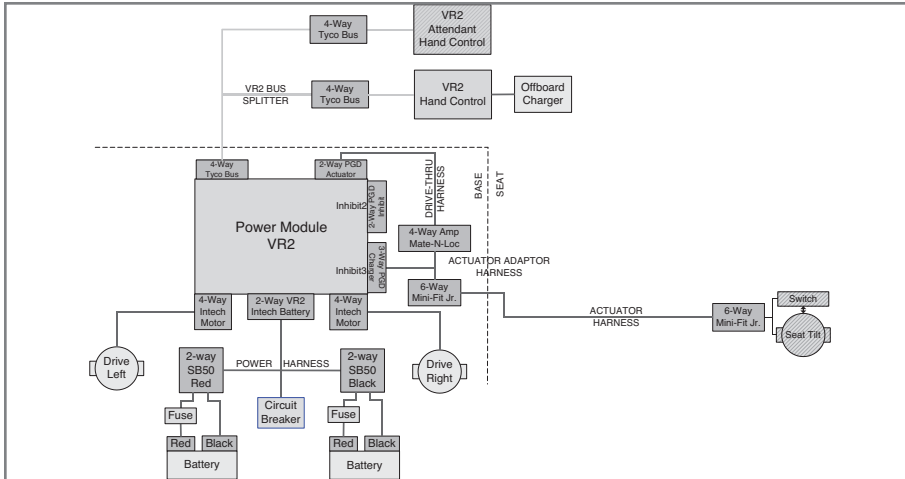 4-Way
Tyco Bus
VR2
Attendant
Hand Control
VR2 BUS
SPLITTER
4-Way
Tyco Bus
VR2
Hand Control
Offboard
Charger
4-Way
Tyco Bus
2-Way PGD
Actuator
DRIVE-THRU
HARNESS
BASE
SEAT
Inhibit2
2-Way PGD
Inhibit
Power Module
VR2
4-Way Amp
Mate-N-Loc
Inhibit3
3-Way PGD
Charger
ACTUATOR ADAPTOR
HARNESS
6-Way
Mini-Fit Jr.
4-Way
Intech
Motor
2-Way VR2
Intech Battery
4-Way
Intech
Motor
ACTUATOR
HARNESS
6-Way
Mini-Fit Jr.
Switch
Seat Tilt
Drive
Left
2-way
SB50
Red
POWER HARNESS
2-way
SB50
Black
Drive
Right
Circuit
Breaker
Fuse
Fuse
Red
Black
Red
Black
Battery
Battery